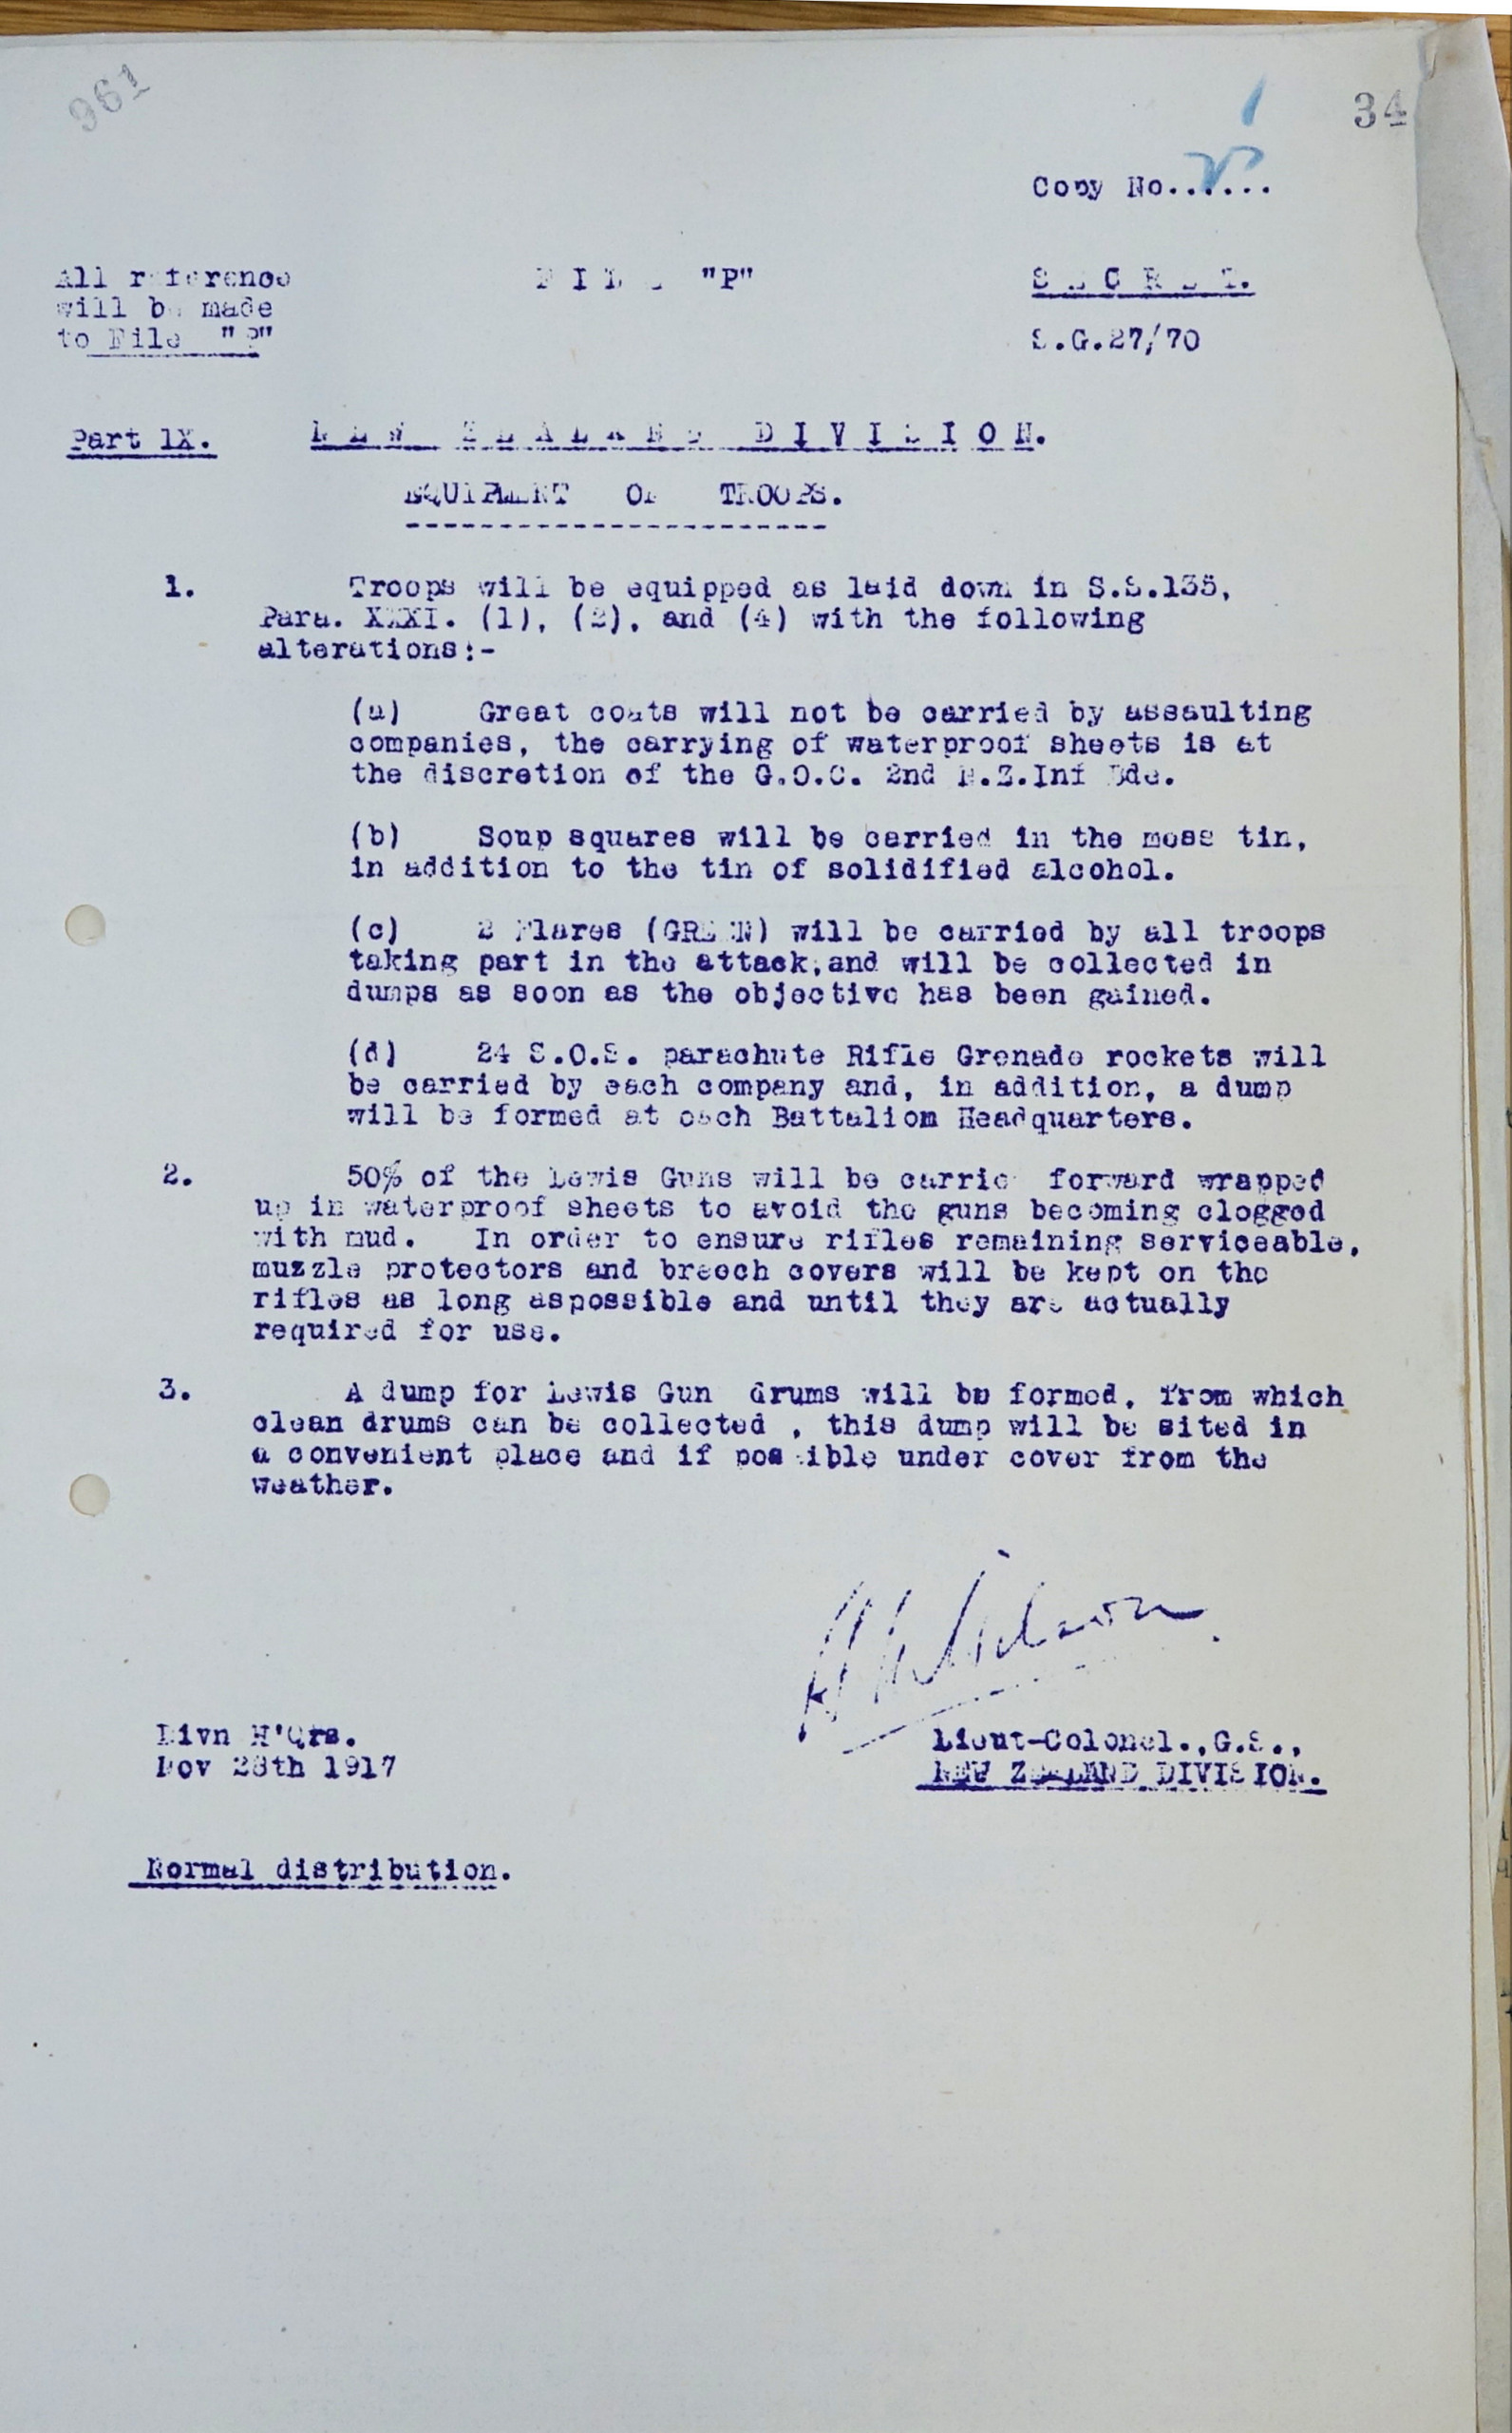 961
34
Copy No......
All reference
will be made
to File "P"
FILE "P"
SECRET.
S.G.27/70
Part 1X.
NEW ZEALAND DIVISION.
EQUIPMENT OF TROOPS.
1. Troops will be equipped as laid down in S.S.135,
Para. XXXI. (1), (2), and (4) with the following
alterations:-
(a) Great coats will not be carried by assaulting
companies, the carrying of waterproof sheets is at
the discretion of the G.O.C. 2nd N.Z.Inf Bde.
(b) Soup squares will be carried in the mess tin,
in addition to the tin of solidified alcohol.
(c) 2 Flares (GREEN) will be carried by all troops
taking part in the attack,and will be collected in
dumps as soon as the objective has been gained.
(d) 24 S.O.S. parachute Rifle Grenade rockets will
be carried by each company and, in addition, a dump
will be formed at each Battaliom Headquarters.
2. 50% of the Lewis Guns will be carried forward wrapped
up in waterproof sheets to avoid the guns becoming clogged
with mud. In order to ensure rifles remaining serviceable,
muzzle protectors and breech covers will be kept on the
rifles as long aspossible and until they are actually
required for use.
3. A dump for Lewis Gun drums will be formed, from which
clean drums can be collected , this dump will be sited in
a convenient place and if possible under cover from the
weather.
Divn H'Qrs.
Nov 28th 1917
Lieut-Colonel.,G.S.,
NEW ZEALAND DIVISION.
Normal distribution.